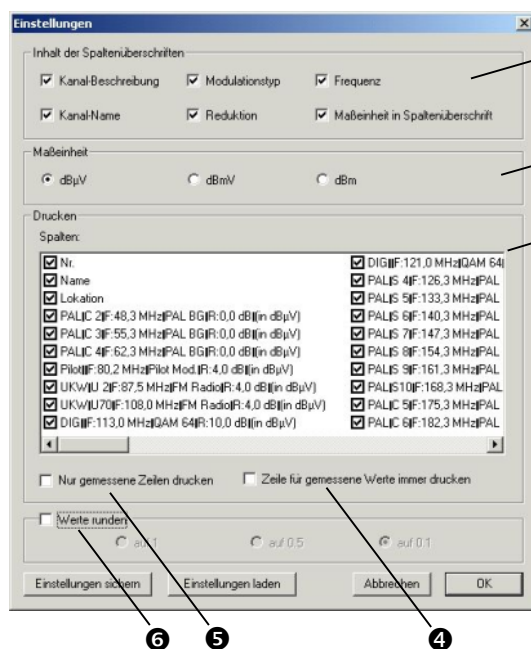 Einstellungen
Inhalt der Spaltenüberschriften
Kanal-Beschreibung Modulationstyp Frequenz
Kanal-Name Reduktion Maßeinheit in Spaltenüberschrift
Maßeinheit
dBµV dBmV dBm
Drucken
Spalten:
Nr. DIG||F:121,0 MHz|QAM 64|
Name PAL|S 4|F:126,3 MHz|PAL
Lokation PAL|S 5|F:133,3 MHz|PAL
PAL|C 2|F:48,3 MHz|PAL BG|R:0,0 dB|(in dBµV) PAL|S 6|F:140,3 MHz|PAL
PAL|C 3|F:55,3 MHz|PAL BG|R:0,0 dB|(in dBµV) PAL|S 7|F:147,3 MHz|PAL
PAL|C 4|F:62,3 MHz|PAL BG|R:0,0 dB|(in dBµV) PAL|S 8|F:154,3 MHz|PAL
Pilot||F:80,2 MHz|Pilot Mod.|R:4,0 dB|(in dBµV) PAL|S 9|F:161,3 MHz|PAL
UKW|U 2|F:87,5 MHz|FM Radio|R:4,0 dB|(in dBµV) PAL|S10|F:168,3 MHz|PAL
UKW|U70|F:108,0 MHz|FM Radio|R:4,0 dB|(in dBµV) PAL|C 5|F:175,3 MHz|PAL
DIG||F:113,0 MHz|QAM 64|R:10,0 dB|(in dBµV) PAL|C 6|F:182,3 MHz|PAL
Nur gemessene Zeilen drucken Zeile für gemessene Werte immer drucken
Werte runden
auf 1 auf 0.5 auf 0.1
Einstellungen sichern Einstellungen laden Abbrechen OK
❻ ❺ ❹